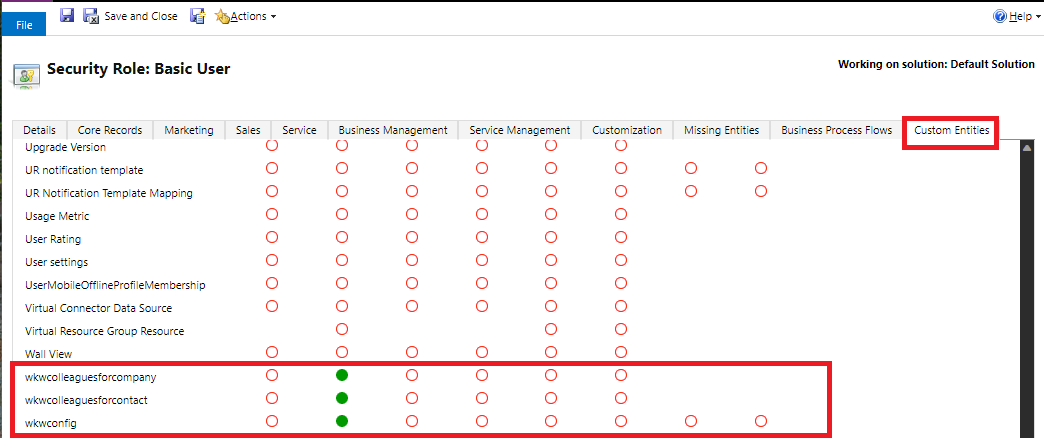 File
Save and Close
Actions
Help
Security Role: Basic User
Working on solution: Default Solution
Details
Core Records
Marketing
Sales
Service
Business Management
Service Management
Customization
Missing Entities
Business Process Flows
Custom Entities
Upgrade Version
UR notification template
UR Notification Template Mapping
Usage Metric
User Rating
User settings
UserMobileOfflineProfileMembership
Virtual Connector Data Source
Virtual Resource Group Resource
Wall View
wkwcolleaguesforcompany
wkwcolleaguesforcontact
wkwconfig